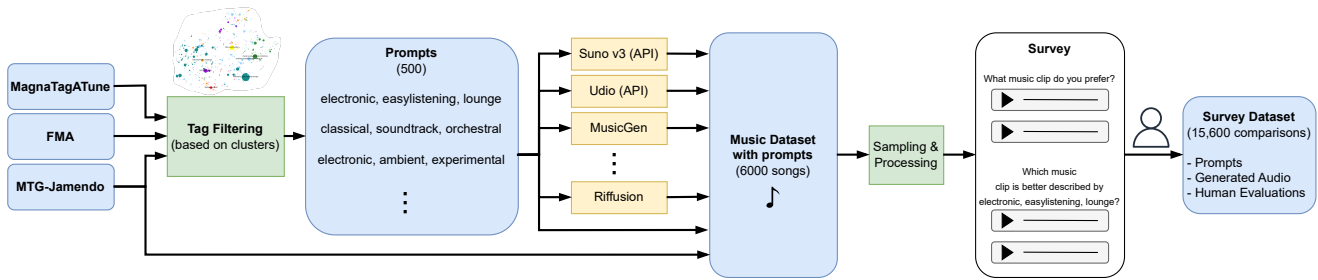 MagnaTagATune
FMA
MTG-Jamendo
Tag Filtering
(based on clusters)
Prompts
(500)
electronic, easylistening, lounge
classical, soundtrack, orchestral
electronic, ambient, experimental
Suno v3 (API)
Udio (API)
MusicGen
Riffusion
Music Dataset
with prompts
(6000 songs)
Sampling &
Processing
Survey
What music clip do you prefer?
Which music
clip is better described by
electronic, easylistening, lounge?
Survey Dataset
(15,600 comparisons)
- Prompts
- Generated Audio
- Human Evaluations